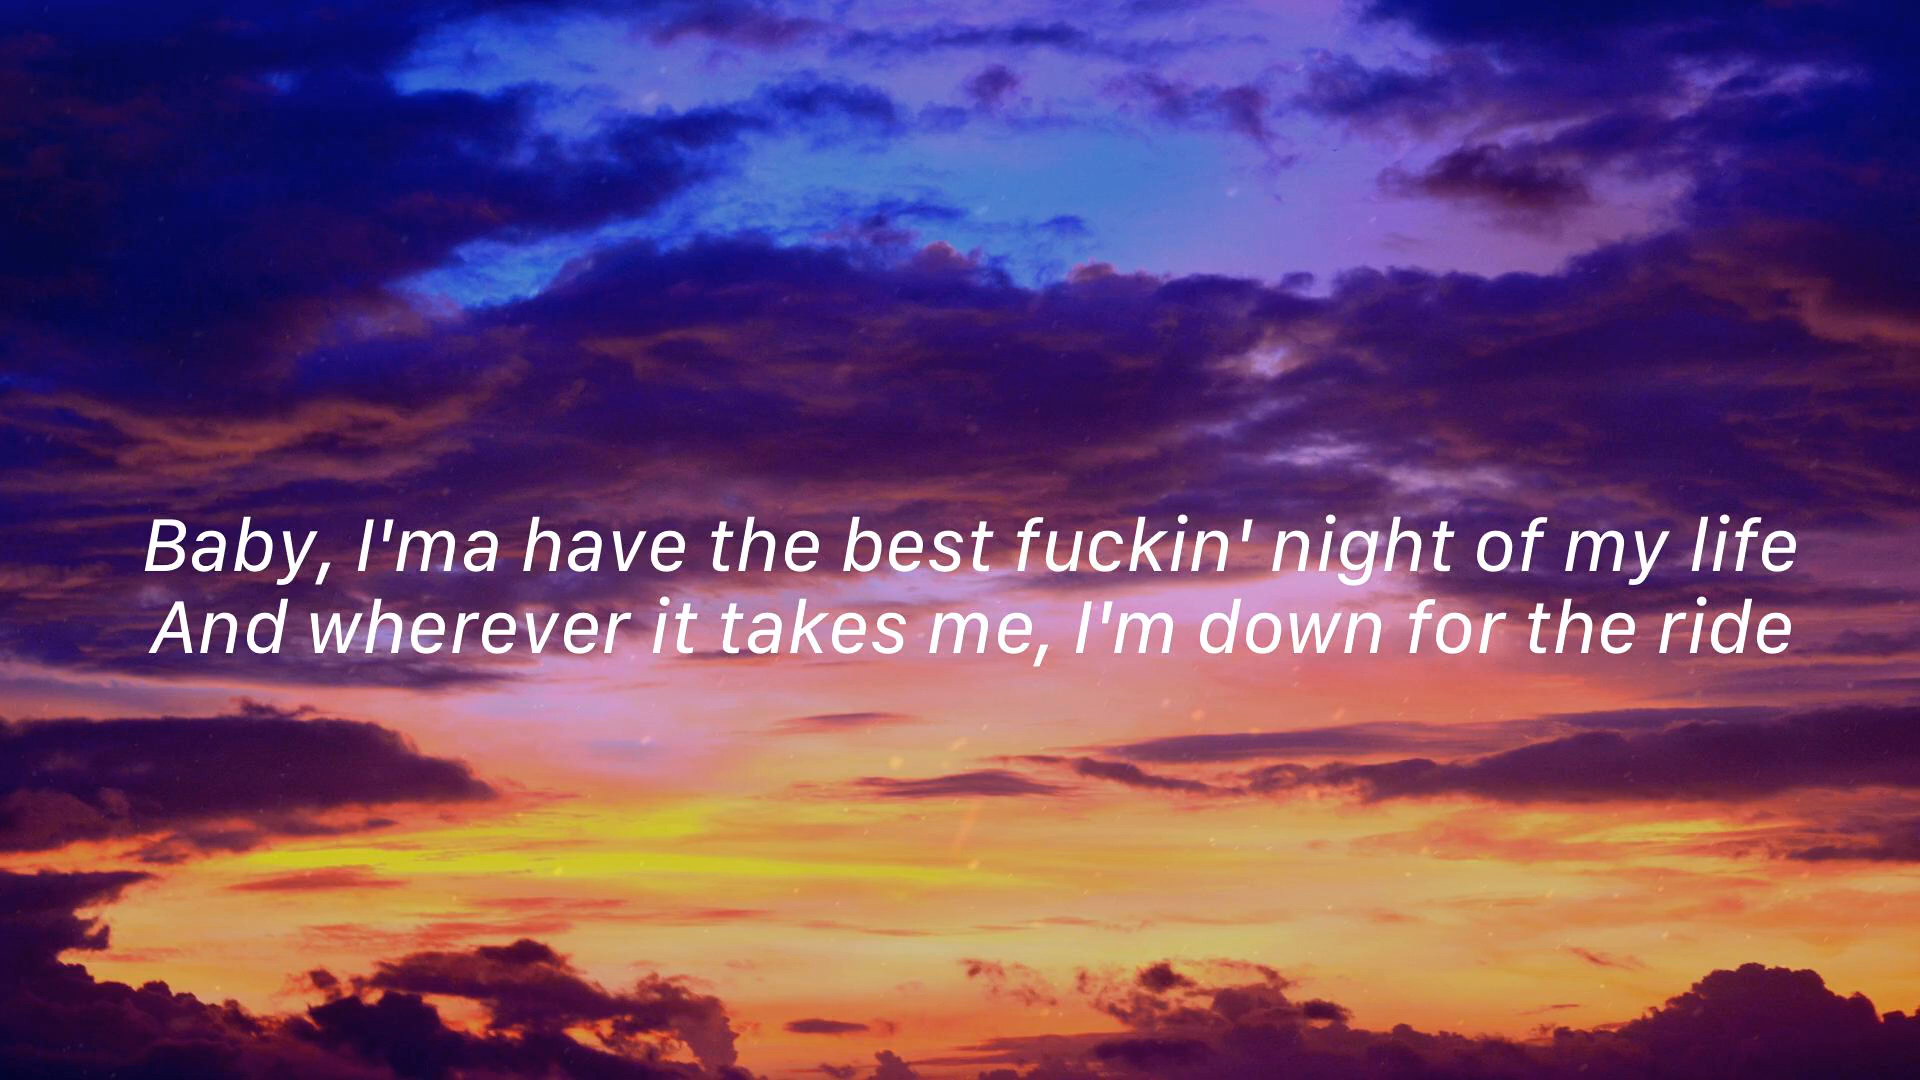 Baby, I'ma have the best fuckin' night of my life
And wherever it takes me, I'm down for the ride